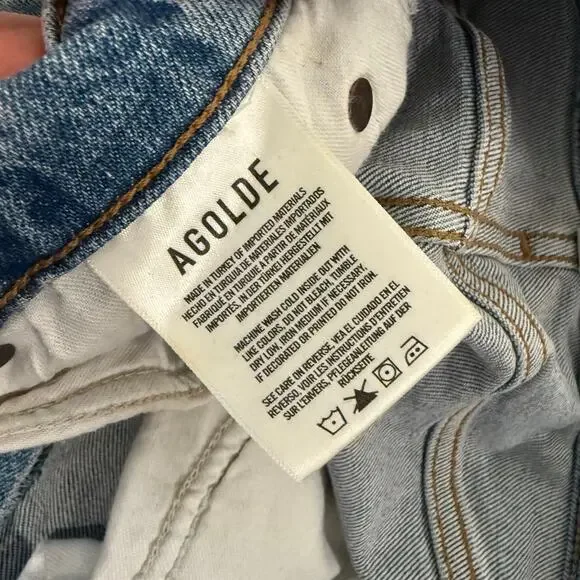 AGOLDE
MADE IN TURKEY OF IMPORTED MATERIALS
HECHO EN TURQUIA DE MATERIALES IMPORTADOS
FABRIQUÉ EN TURQUIE À PARTIR DE MATÉRIAUX
IMPORTÉS. IN DER TÜRKEI HERGESTELLT MIT
IMPORTIERTEN MATERIALIEN
MACHINE WASH COLD INSIDE OUT WITH
LIKE COLORS. DO NOT BLEACH. TUMBLE
DRY LOW. IRON MEDIUM IF NECESSARY.
IF DECORATED OR PRINTED DO NOT IRON.
SEE CARE ON REVERSE. VEA EL CUIDADO EN EL
REVERSO. VOIR LES INSTRUCTIONS D'ENTRETIEN
SUR L'ENVERS. PFLEGEANLEITUNG AUF DER
RÜCKSEITE